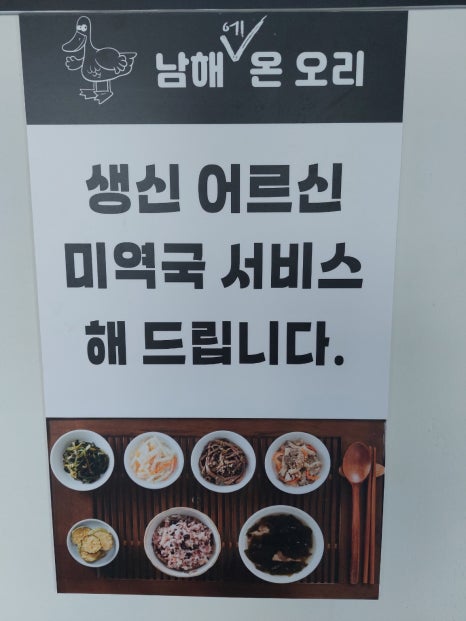 남해에 온 오리
생신 어르신
미역국 서비스
해 드립니다.